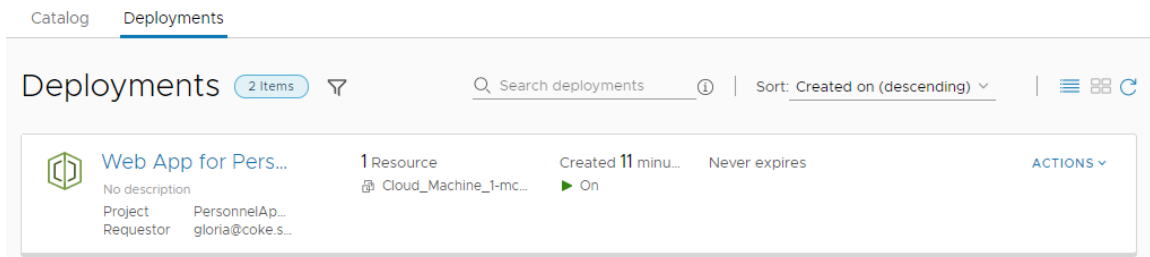 Catalog Deployments
Deployments 2 Items Search deployments Sort: Created on (descending)
Web App for Pers... 1 Resource Created 11 minu... Never expires ACTIONS
No description Cloud_Machine_1-mc... On
Project PersonnelAp...
Requestor gloria@coke.s...